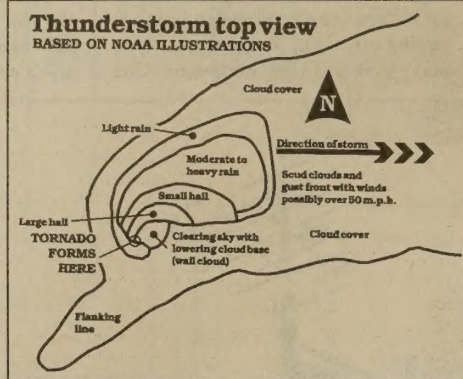 Thunderstorm top view
BASED ON NOAA ILLUSTRATIONS
Cloud cover
N
Light rain
Direction of storm
Moderate to
heavy rain
Scud clouds and
gust front with winds
possibly over 50 m.p.h.
Small hail
Large hail
TORNADO
FORMS
HERE
Clearing sky with
lowering cloud base
(wall cloud)
Cloud cover
Flanking
line